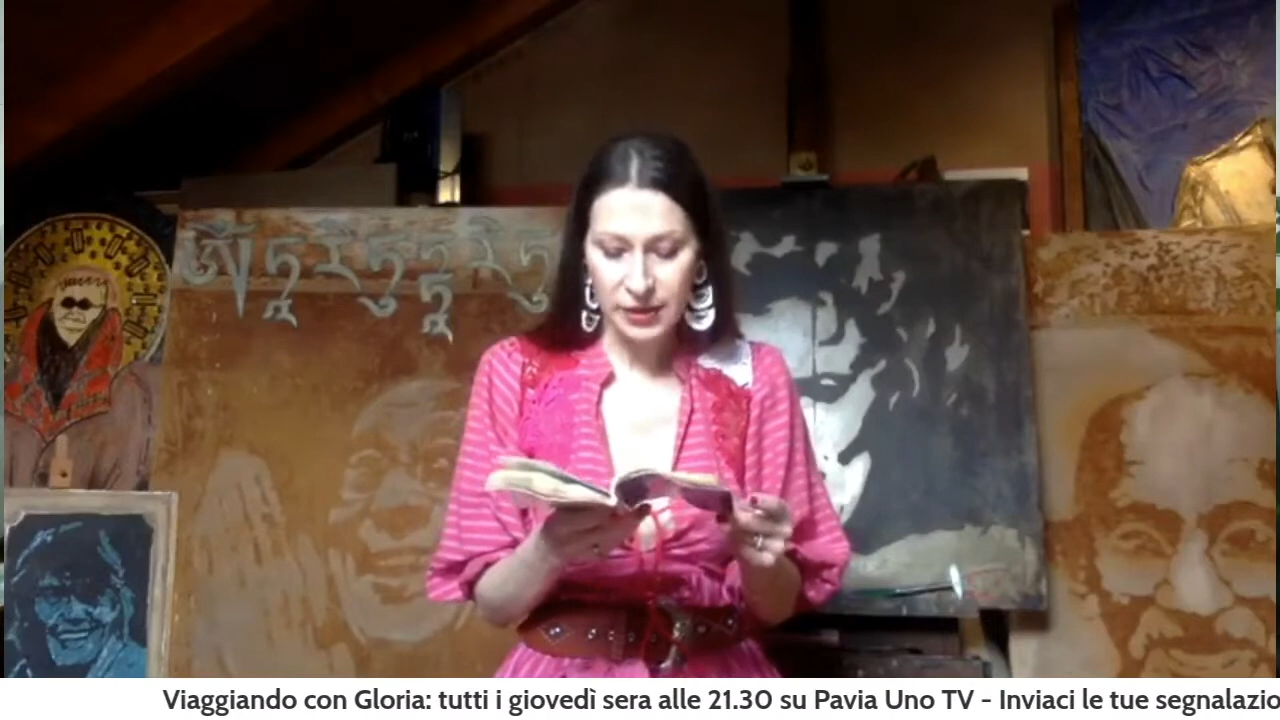 Viaggiando con Gloria: tutti i giovedì sera alle 21.30 su Pavia Uno TV - Inviaci le tue segnalazio